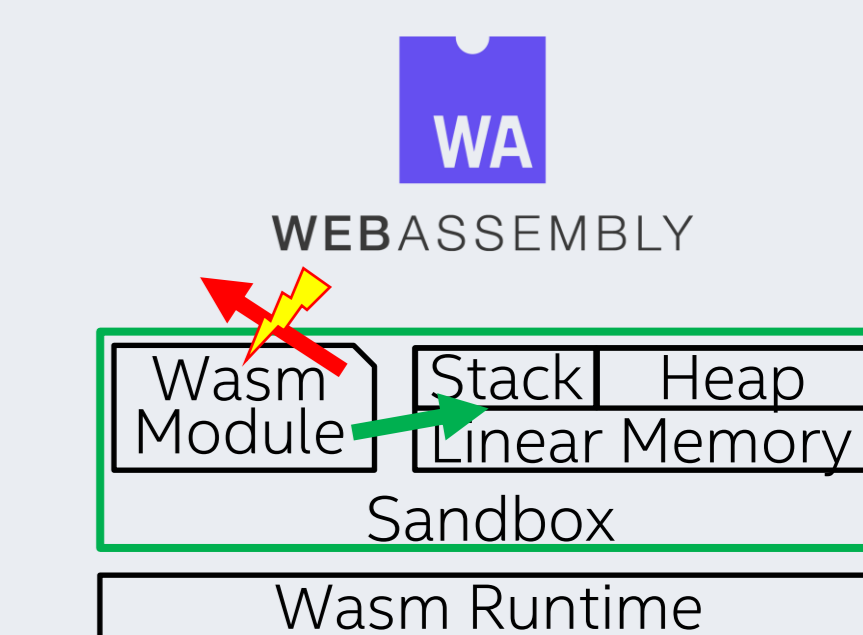 WA
WEBASSEMBLY
Wasm
Module
Stack
Heap
Linear Memory
Sandbox
Wasm Runtime